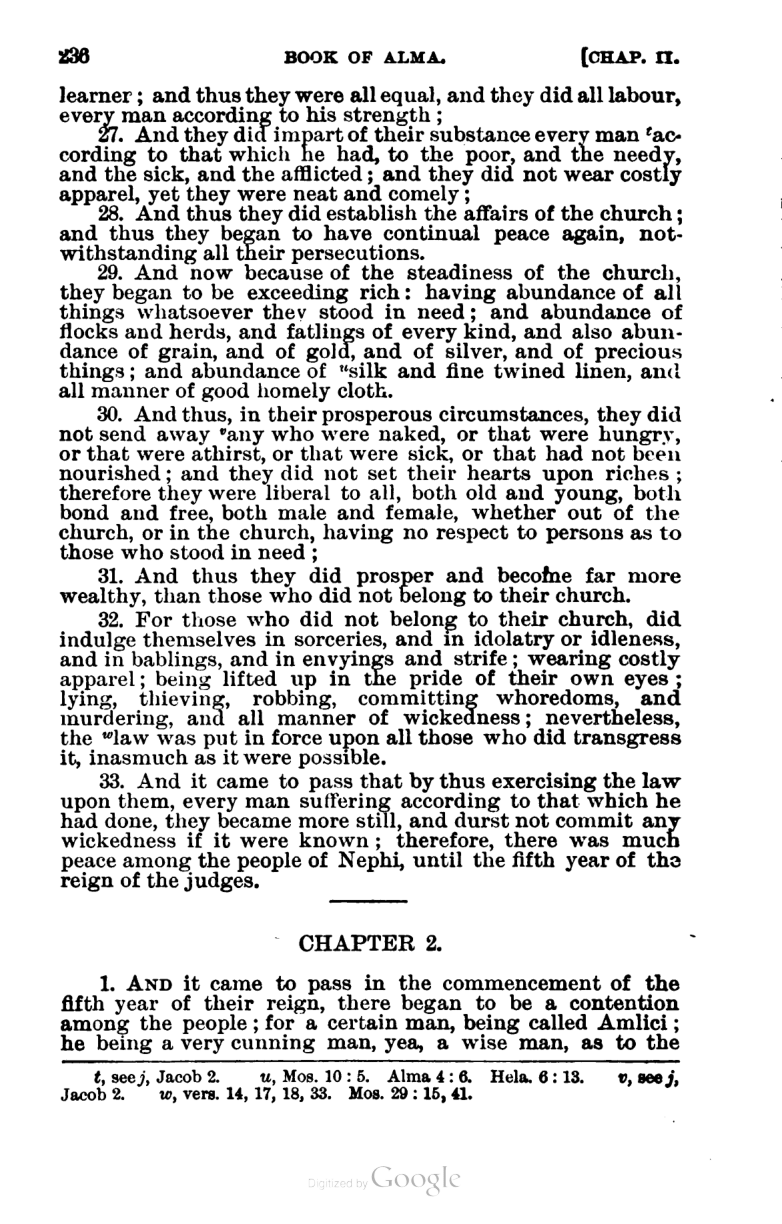 236 BOOK OF ALMA. [CHAP. II.
learner; and thus they were all equal, and they did all labour,
every man according to his strength;
27. And they did impart of their substance every man ᵗac-
cording to that which he had, to the poor, and the needy,
and the sick, and the afflicted; and they did not wear costly
apparel, yet they were neat and comely;
28. And thus they did establish the affairs of the church;
and thus they began to have continual peace again, not-
withstanding all their persecutions.
29. And now because of the steadiness of the church,
they began to be exceeding rich: having abundance of all
things whatsoever they stood in need; and abundance of
flocks and herds, and fatlings of every kind, and also abun-
dance of grain, and of gold, and of silver, and of precious
things; and abundance of ᵘsilk and fine twined linen, and
all manner of good homely cloth.
30. And thus, in their prosperous circumstances, they did
not send away ᵛany who were naked, or that were hungry,
or that were athirst, or that were sick, or that had not been
nourished; and they did not set their hearts upon riches;
therefore they were liberal to all, both old and young, both
bond and free, both male and female, whether out of the
church, or in the church, having no respect to persons as to
those who stood in need;
31. And thus they did prosper and become far more
wealthy, than those who did not belong to their church.
32. For those who did not belong to their church, did
indulge themselves in sorceries, and in idolatry or idleness,
and in bablings, and in envyings and strife; wearing costly
apparel; being lifted up in the pride of their own eyes;
lying, thieving, robbing, committing whoredoms, and
murdering, and all manner of wickedness; nevertheless,
the ʷlaw was put in force upon all those who did transgress
it, inasmuch as it were possible.
33. And it came to pass that by thus exercising the law
upon them, every man suffering according to that which he
had done, they became more still, and durst not commit any
wickedness if it were known; therefore, there was much
peace among the people of Nephi, until the fifth year of the
reign of the judges.
CHAPTER 2.
1. AND it came to pass in the commencement of the
fifth year of their reign, there began to be a contention
among the people; for a certain man, being called Amlici;
he being a very cunning man, yea, a wise man, as to the
t, see j, Jacob 2. u, Mos. 10: 5. Alma 4: 6. Hela. 6: 13. v, see j,
Jacob 2. w, vers. 14, 17, 18, 33. Mos. 29: 15, 41.
Digitized by Google